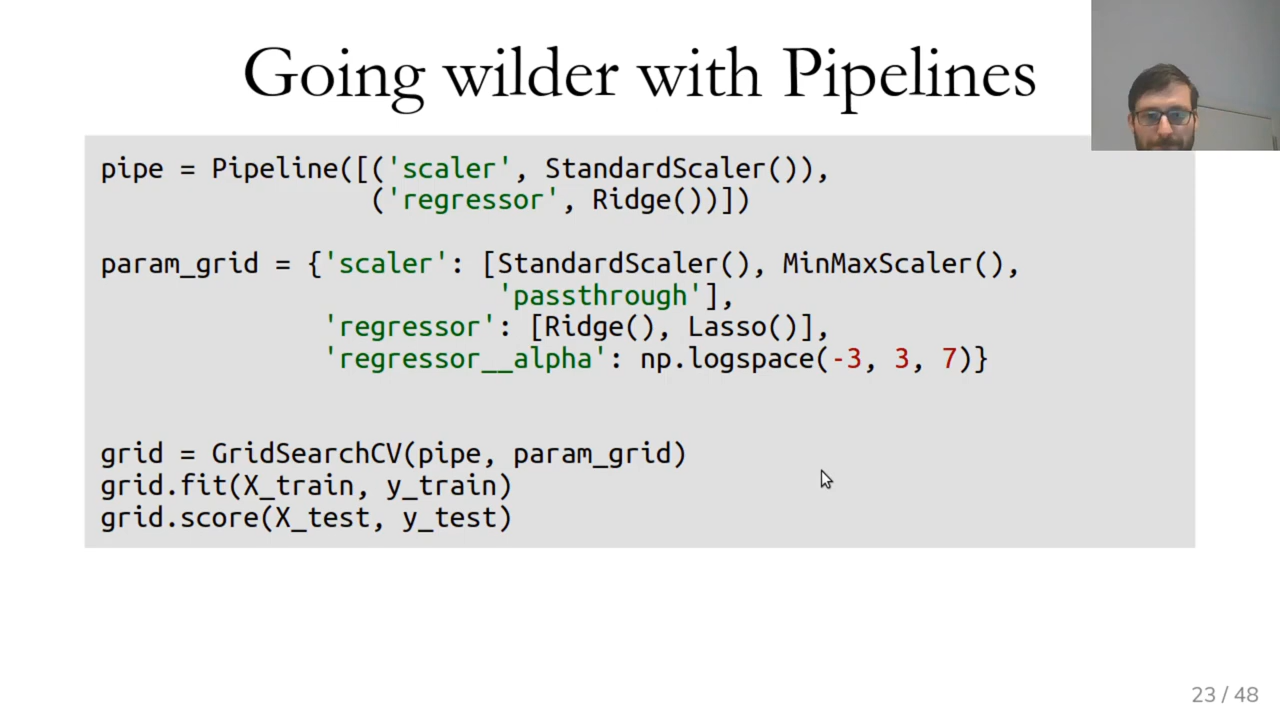 Going wilder with Pipelines
pipe = Pipeline([('scaler', StandardScaler()),
                 ('regressor', Ridge())])
param_grid = {'scaler': [StandardScaler(), MinMaxScaler(),
                         'passthrough'],
              'regressor': [Ridge(), Lasso()],
              'regressor__alpha': np.logspace(-3, 3, 7)}
grid = GridSearchCV(pipe, param_grid)
grid.fit(X_train, y_train)
grid.score(X_test, y_test)
23 / 48